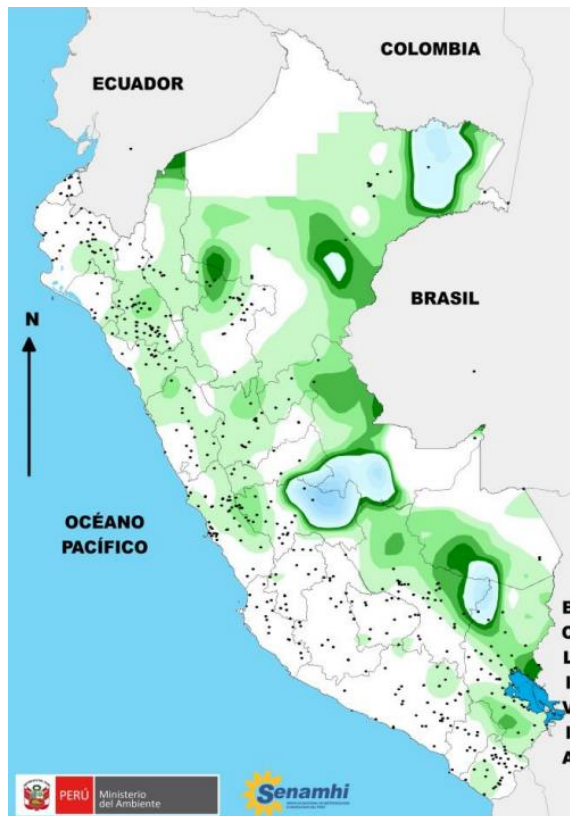 COLOMBIA
ECUADOR
BRASIL
N
OCÉANO
PACÍFICO
B
O
L
I
V
I
A
PERÚ
Ministerio
del Ambiente
Senamhi